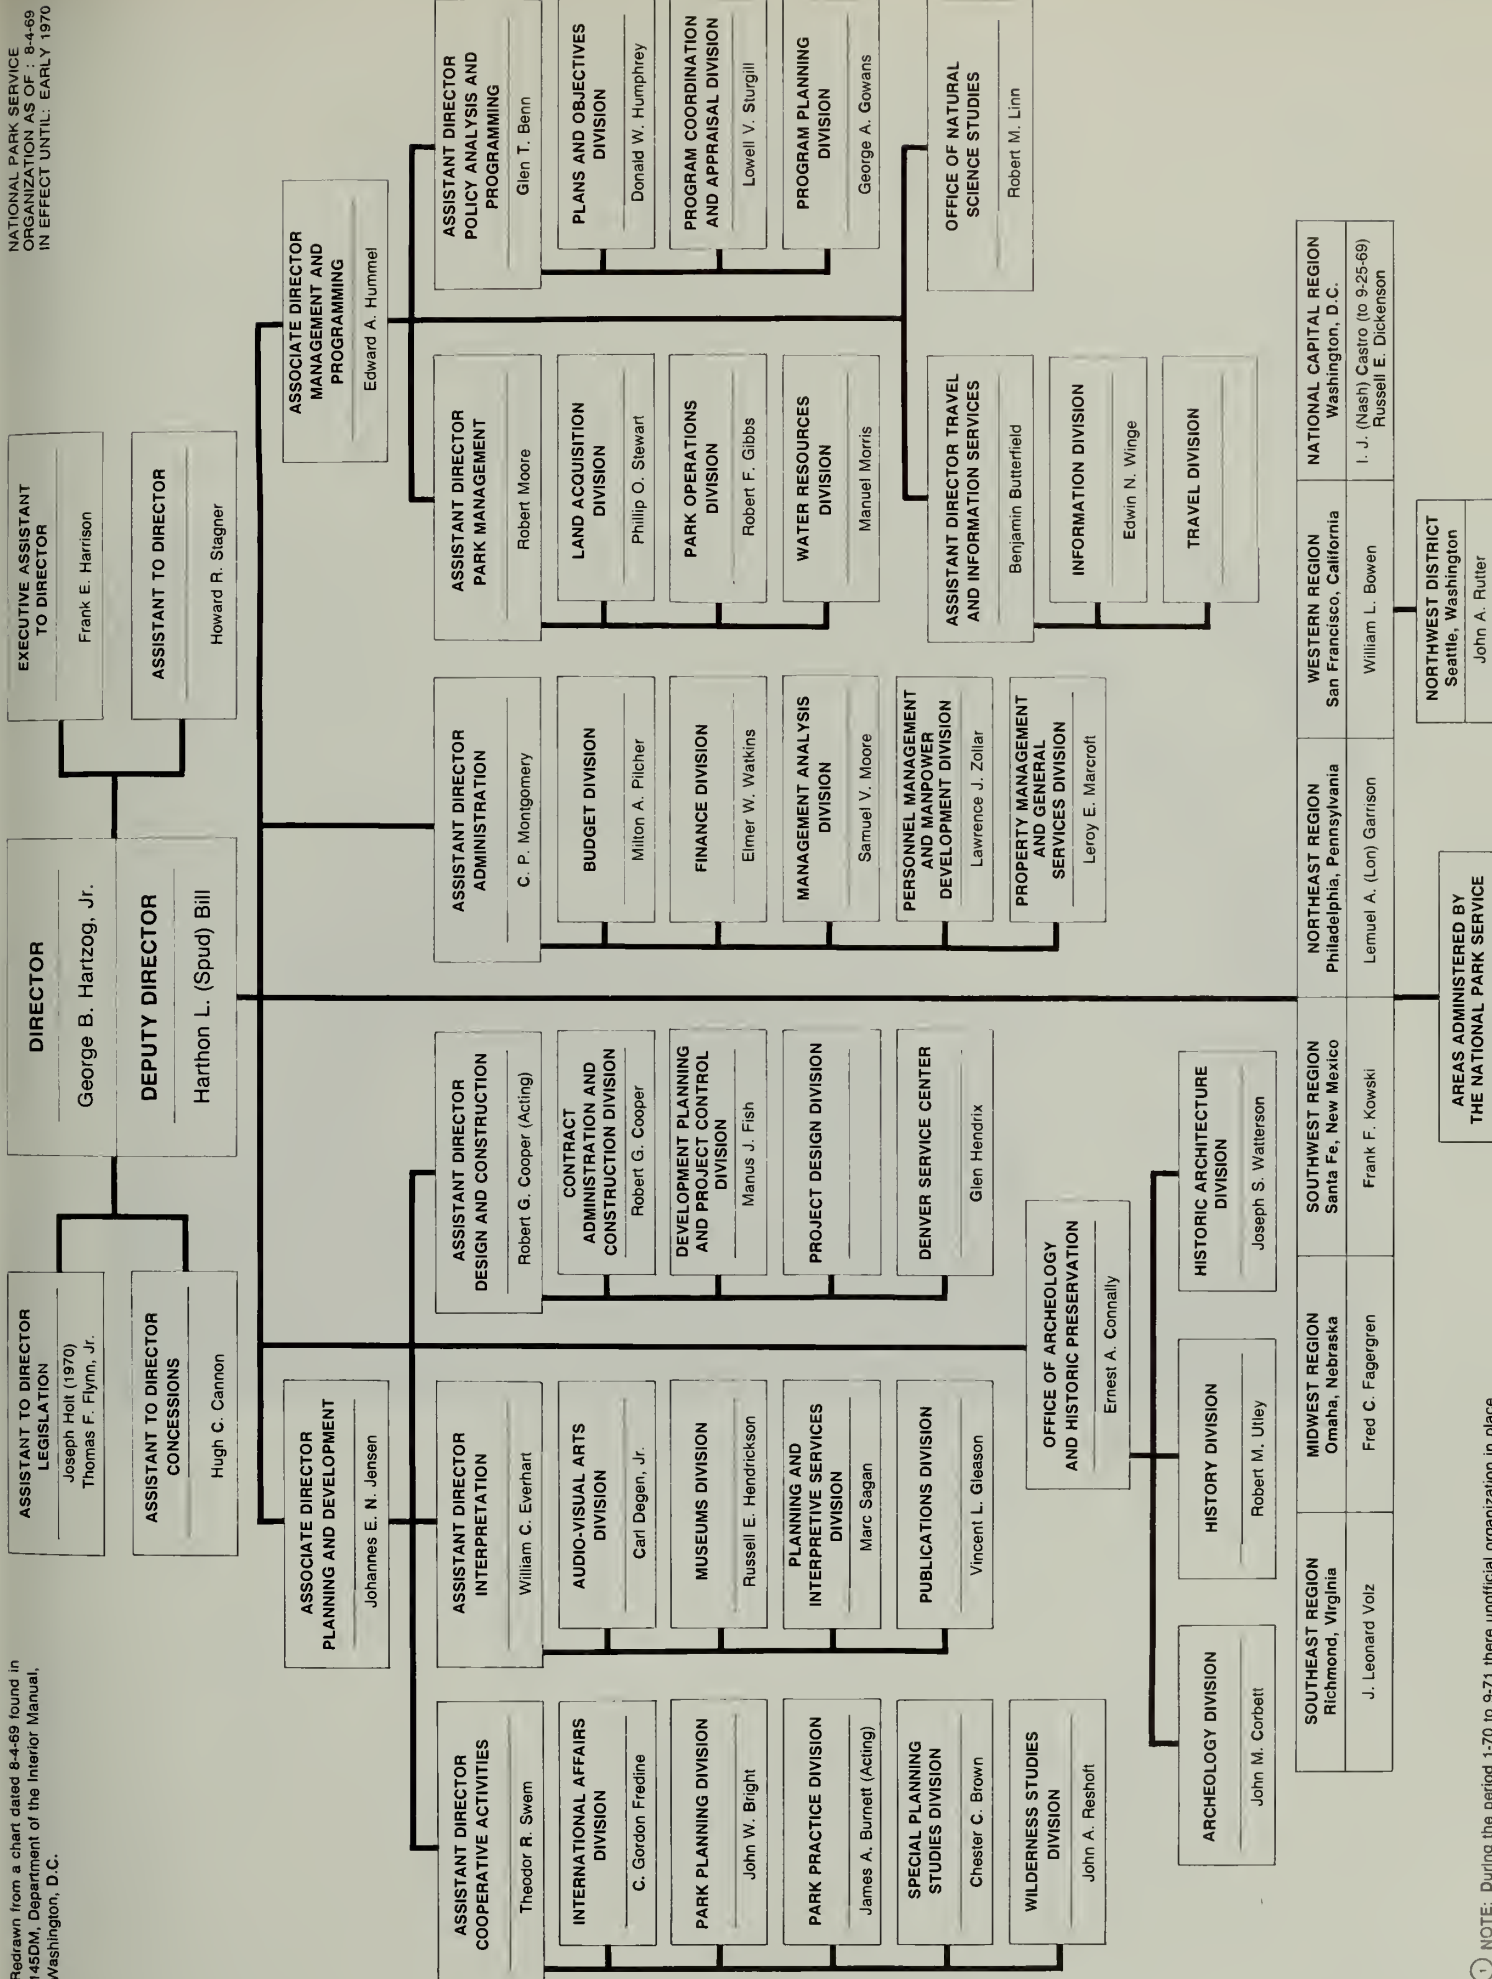 Redrawn from a chart dated 8-4-69 found in
145DM, Department of the Interior Manual,
Washington, D.C.
NATIONAL PARK SERVICE
ORGANIZATION AS OF : 8-4-69
IN EFFECT UNTIL: EARLY 1970
ASSISTANT TO DIRECTOR
LEGISLATION
Joseph Holt (1970)
Thomas F. Flynn, Jr.
ASSISTANT TO DIRECTOR
CONCESSIONS
Hugh C. Cannon
DIRECTOR
George B. Hartzog, Jr.
DEPUTY DIRECTOR
Harthon L. (Spud) Bill
EXECUTIVE ASSISTANT
TO DIRECTOR
Frank E. Harrison
ASSISTANT TO DIRECTOR
Howard R. Stagner
ASSOCIATE DIRECTOR
PLANNING AND DEVELOPMENT
Johannes E. N. Jensen
ASSOCIATE DIRECTOR
MANAGEMENT AND
PROGRAMMING
Edward A. Hummel
ASSISTANT DIRECTOR
COOPERATIVE ACTIVITIES
Theodor R. Swem
INTERNATIONAL AFFAIRS
DIVISION
C. Gordon Fredine
PARK PLANNING DIVISION
John W. Bright
PARK PRACTICE DIVISION
James A. Burnett (Acting)
SPECIAL PLANNING
STUDIES DIVISION
Chester C. Brown
WILDERNESS STUDIES
DIVISION
John A. Reshoft
ASSISTANT DIRECTOR
INTERPRETATION
William C. Everhart
AUDIO-VISUAL ARTS
DIVISION
Carl Degen, Jr.
MUSEUMS DIVISION
Russell E. Hendrickson
PLANNING AND
INTERPRETIVE SERVICES
DIVISION
Marc Sagan
PUBLICATIONS DIVISION
Vincent L. Gleason
ASSISTANT DIRECTOR
DESIGN AND CONSTRUCTION
Robert G. Cooper (Acting)
CONTRACT
ADMINISTRATION AND
CONSTRUCTION DIVISION
Robert G. Cooper
DEVELOPMENT PLANNING
AND PROJECT CONTROL
DIVISION
Manus J. Fish
PROJECT DESIGN DIVISION
DENVER SERVICE CENTER
Glen Hendrix
ASSISTANT DIRECTOR
ADMINISTRATION
C. P. Montgomery
BUDGET DIVISION
Milton A. Pilcher
FINANCE DIVISION
Elmer W. Watkins
MANAGEMENT ANALYSIS
DIVISION
Samuel V. Moore
PERSONNEL MANAGEMENT
AND MANPOWER
DEVELOPMENT DIVISION
Lawrence J. Zollar
PROPERTY MANAGEMENT
AND GENERAL
SERVICES DIVISION
Leroy E. Marcroft
ASSISTANT DIRECTOR
PARK MANAGEMENT
Robert Moore
LAND ACQUISITION
DIVISION
Phillip O. Stewart
PARK OPERATIONS
DIVISION
Robert F. Gibbs
WATER RESOURCES
DIVISION
Manuel Morris
ASSISTANT DIRECTOR
POLICY ANALYSIS AND
PROGRAMMING
Glen T. Benn
PLANS AND OBJECTIVES
DIVISION
Donald W. Humphrey
PROGRAM COORDINATION
AND APPRAISAL DIVISION
Lowell V. Sturgill
PROGRAM PLANNING
DIVISION
George A. Gowans
ASSISTANT DIRECTOR TRAVEL
AND INFORMATION SERVICES
Benjamin Butterfield
INFORMATION DIVISION
Edwin N. Winge
TRAVEL DIVISION
OFFICE OF NATURAL
SCIENCE STUDIES
Robert M. Linn
OFFICE OF ARCHEOLOGY
AND HISTORIC PRESERVATION
Ernest A. Connally
ARCHEOLOGY DIVISION
John M. Corbett
HISTORY DIVISION
Robert M. Utley
HISTORIC ARCHITECTURE
DIVISION
Joseph S. Watterson
SOUTHEAST REGION
Richmond, Virginia
J. Leonard Volz
MIDWEST REGION
Omaha, Nebraska
Fred C. Fagergren
SOUTHWEST REGION
Santa Fe, New Mexico
Frank F. Kowski
NORTHEAST REGION
Philadelphia, Pennsylvania
Lemuel A. (Lon) Garrison
WESTERN REGION
San Francisco, California
William L. Bowen
NATIONAL CAPITAL REGION
Washington, D.C.
I. J. (Nash) Castro (to 9-25-69)
Russell E. Dickenson
AREAS ADMINISTERED BY
THE NATIONAL PARK SERVICE
NORTHWEST DISTRICT
Seattle, Washington
John A. Rutter
1 NOTE: During the period 1-70 to 9-71 there unofficial organization in place